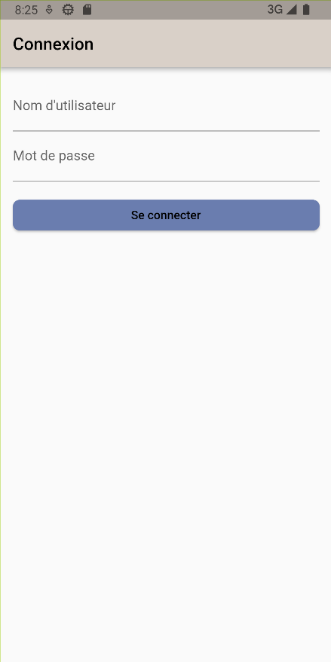 8:25 3G
Connexion
Nom d'utilisateur
Mot de passe
Se connecter